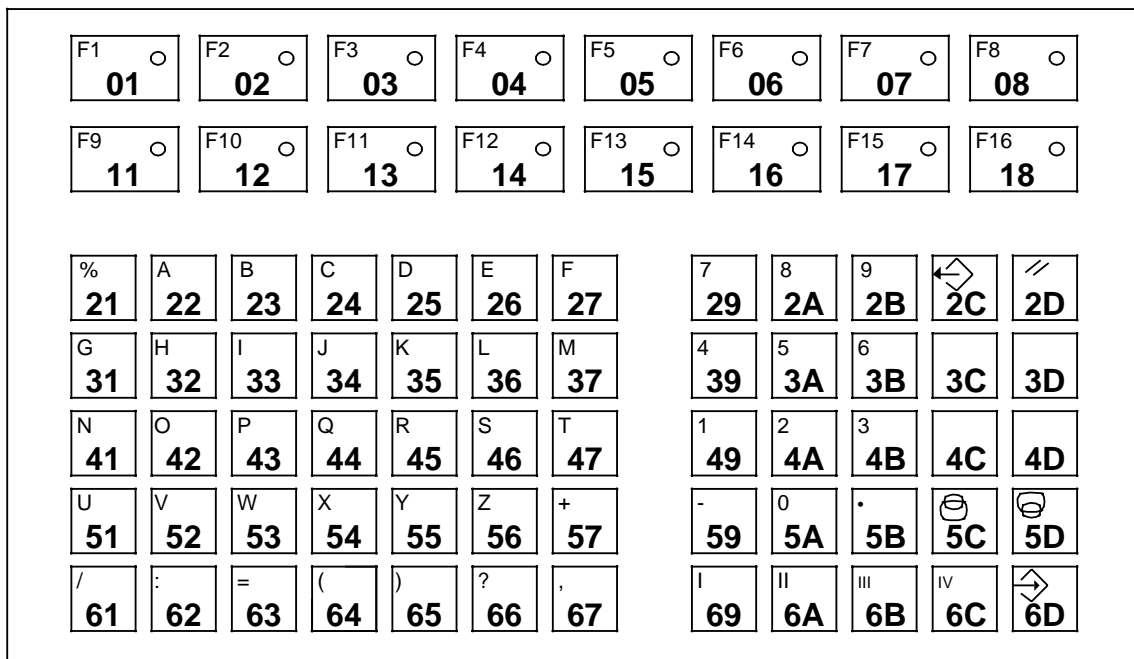 F1 F2 F3 F4 F5 F6 F7 F8
01 02 03 04 05 06 07 08
F9 F10 F11 F12 F13 F14 F15 F16
11 12 13 14 15 16 17 18
% A B C D E F 7 8 9
21 22 23 24 25 26 27 29 2A 2B 2C 2D
G H I J K L M 4 5 6
31 32 33 34 35 36 37 39 3A 3B 3C 3D
N O P Q R S T 1 2 3
41 42 43 44 45 46 47 49 4A 4B 4C 4D
U V W X Y Z + - 0 •
51 52 53 54 55 56 57 59 5A 5B 5C 5D
/ : = ( ) ? , I II III IV
61 62 63 64 65 66 67 69 6A 6B 6C 6D